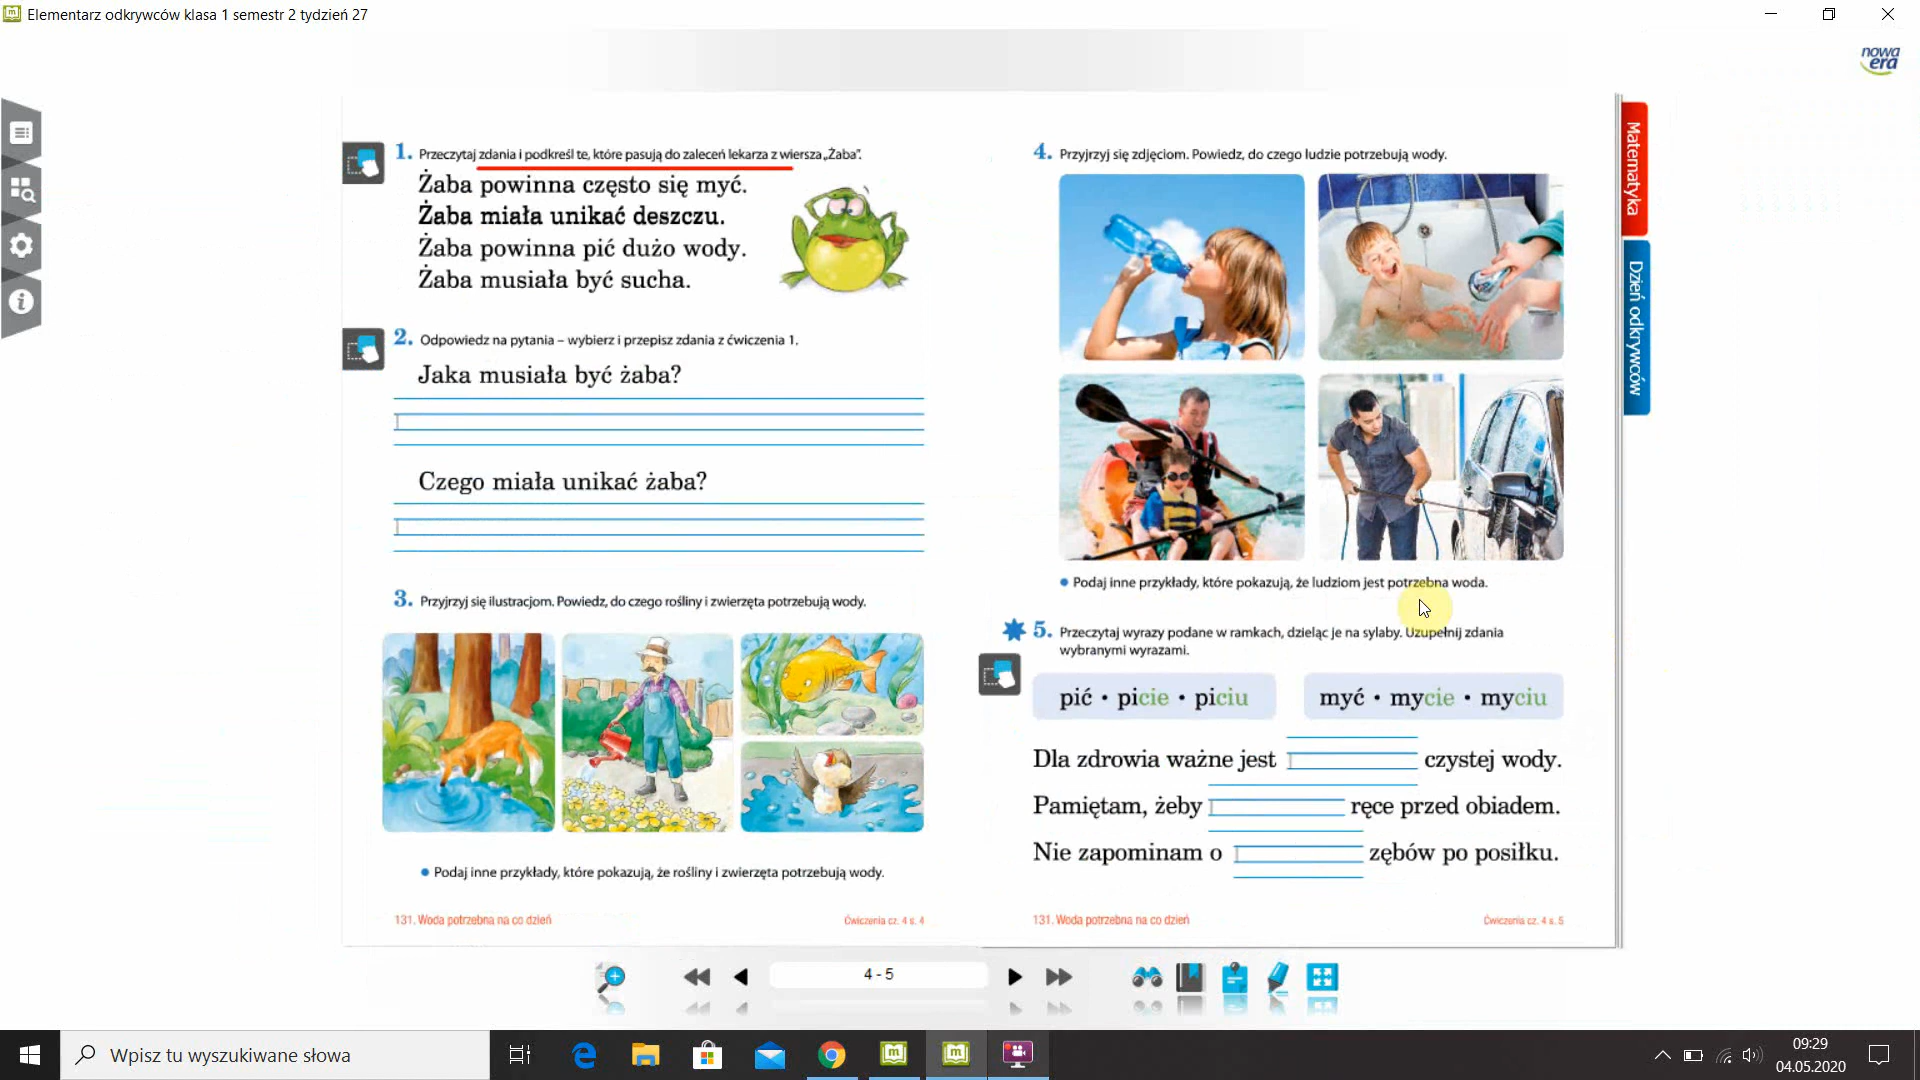 Elementarz odkrywców klasa 1 semestr 2 tydzień 27
nowa
era
1. Przeczytaj zdania i podkreśl te, które pasują do zaleceń lekarza z wiersza „Żaba”.
Żaba powinna często się myć.
Żaba miała unikać deszczu.
Żaba powinna pić dużo wody.
Żaba musiała być sucha.
2. Odpowiedz na pytania – wybierz i przepisz zdania z ćwiczenia 1.
Jaka musiała być żaba?
Czego miała unikać żaba?
3. Przyjrzyj się ilustracjom. Powiedz, do czego rośliny i zwierzęta potrzebują wody.
• Podaj inne przykłady, które pokazują, że rośliny i zwierzęta potrzebują wody.
131. Woda potrzebna na co dzień
Ćwiczenia cz. 4 s. 4
4. Przyjrzyj się zdjęciom. Powiedz, do czego ludzie potrzebują wody.
• Podaj inne przykłady, które pokazują, że ludziom jest potrzebna woda.
5. Przeczytaj wyrazy podane w ramkach, dzieląc je na sylaby. Uzupełnij zdania
wybranymi wyrazami.
pić • picie • piciu
myć • mycie • myciu
Dla zdrowia ważne jest czystej wody.
Pamiętam, żeby ręce przed obiadem.
Nie zapominam o zębów po posiłku.
131. Woda potrzebna na co dzień
Ćwiczenia cz. 4 s. 5
Matematyka
Dzień odkrywców
4 - 5
Wpisz tu wyszukiwane słowa
09:29
04.05.2020